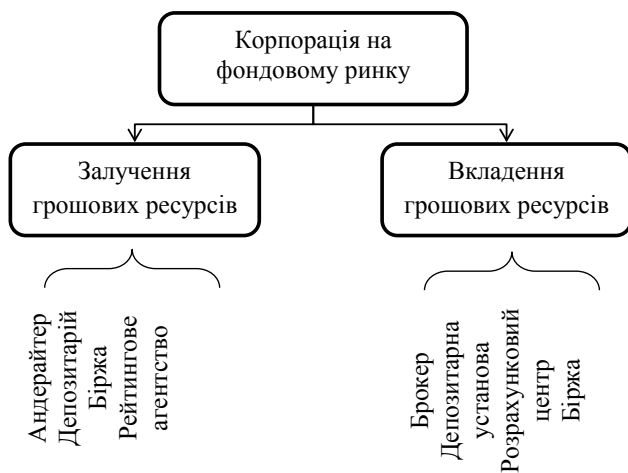 Корпорація на
фондовому ринку
Залучення
грошових ресурсів
Вкладення
грошових ресурсів
Андерайтер
Депозитарій
Біржа
Рейтингове
агентство
Брокер
Депозитарна
установа
Розрахунковий
центр
Біржа